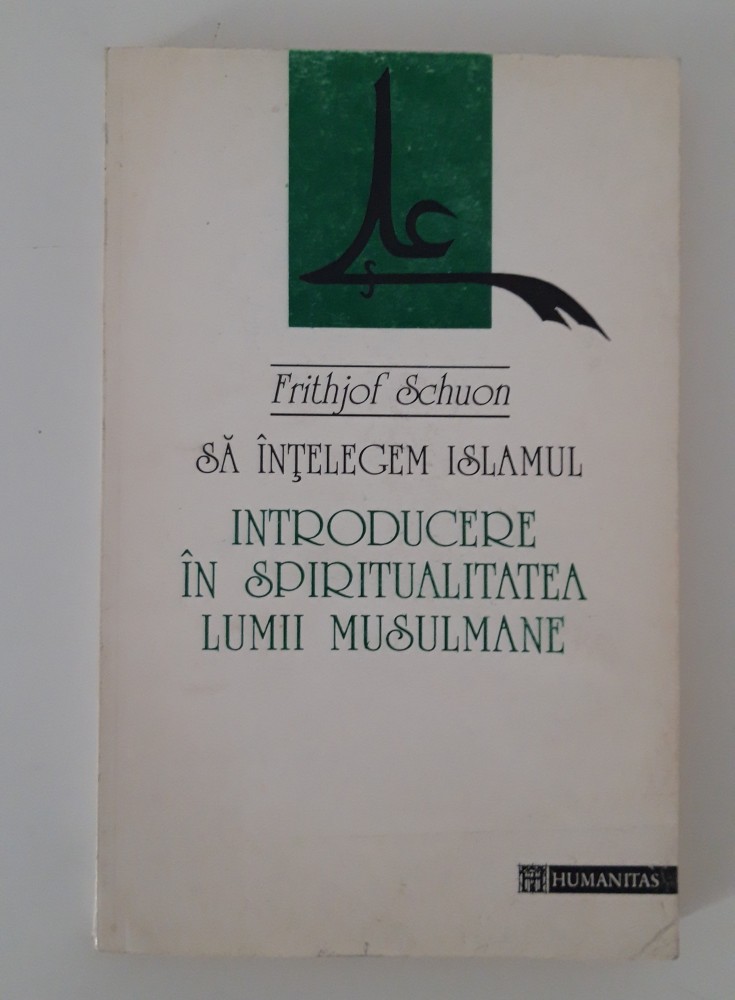 علي
Frithjof Schuon
SĂ ÎNŢELEGEM ISLAMUL
INTRODUCERE
ÎN SPIRITUALITATEA
LUMII MUSULMANE
HUMANITAS